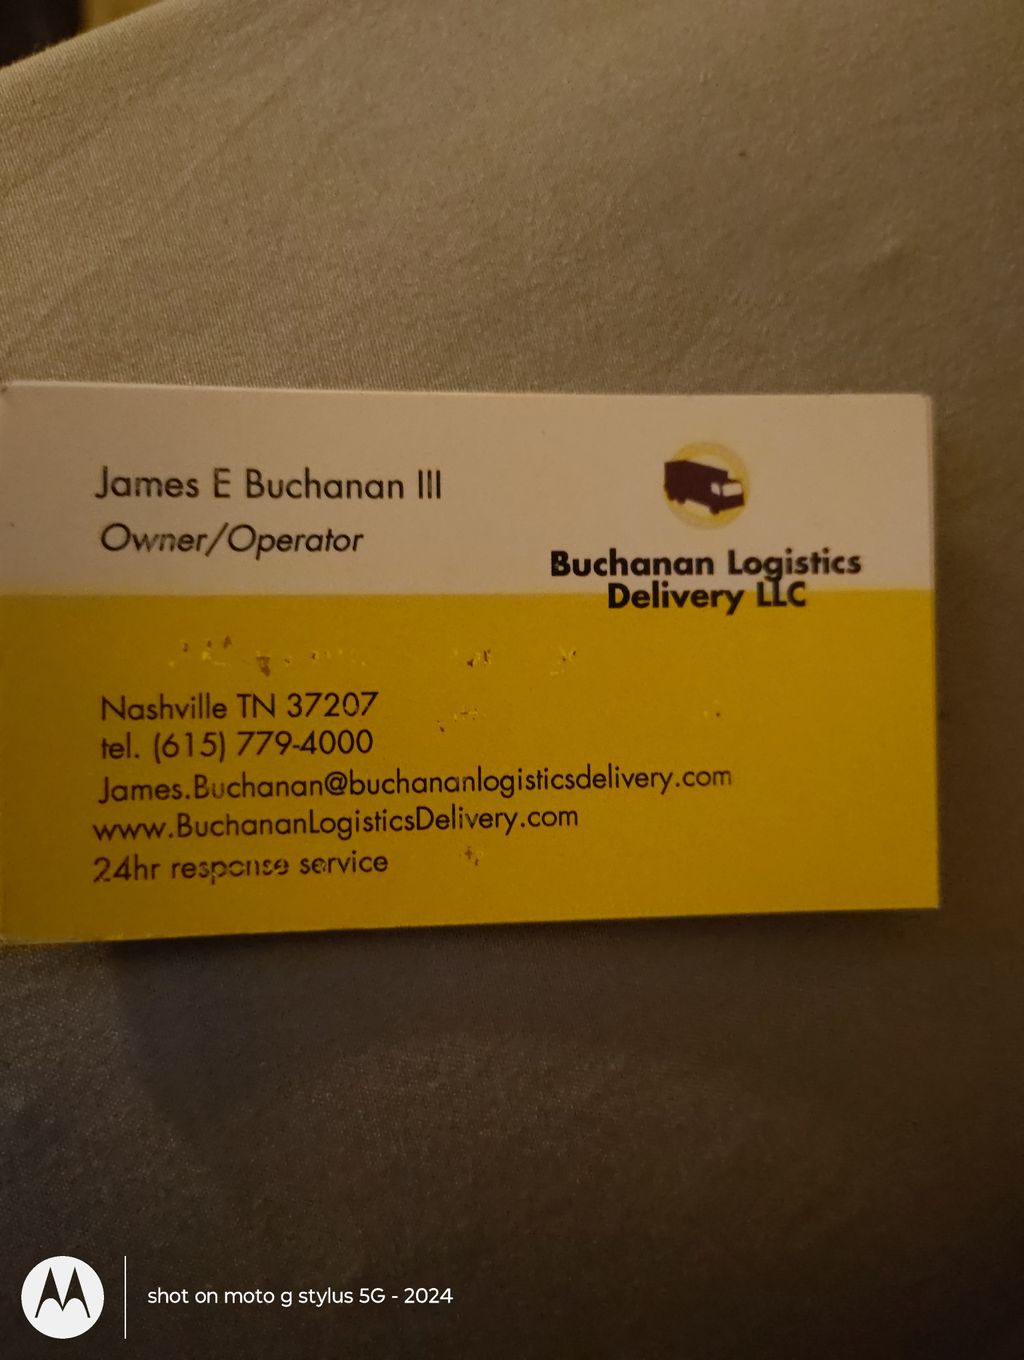 James E Buchanan III
Owner/Operator
Buchanan Logistics
Delivery LLC
Nashville TN 37207
tel. (615) 779-4000
James.Buchanan@buchananlogisticsdelivery.com
www.BuchananLogisticsDelivery.com
24hr response service
shot on moto g stylus 5G - 2024